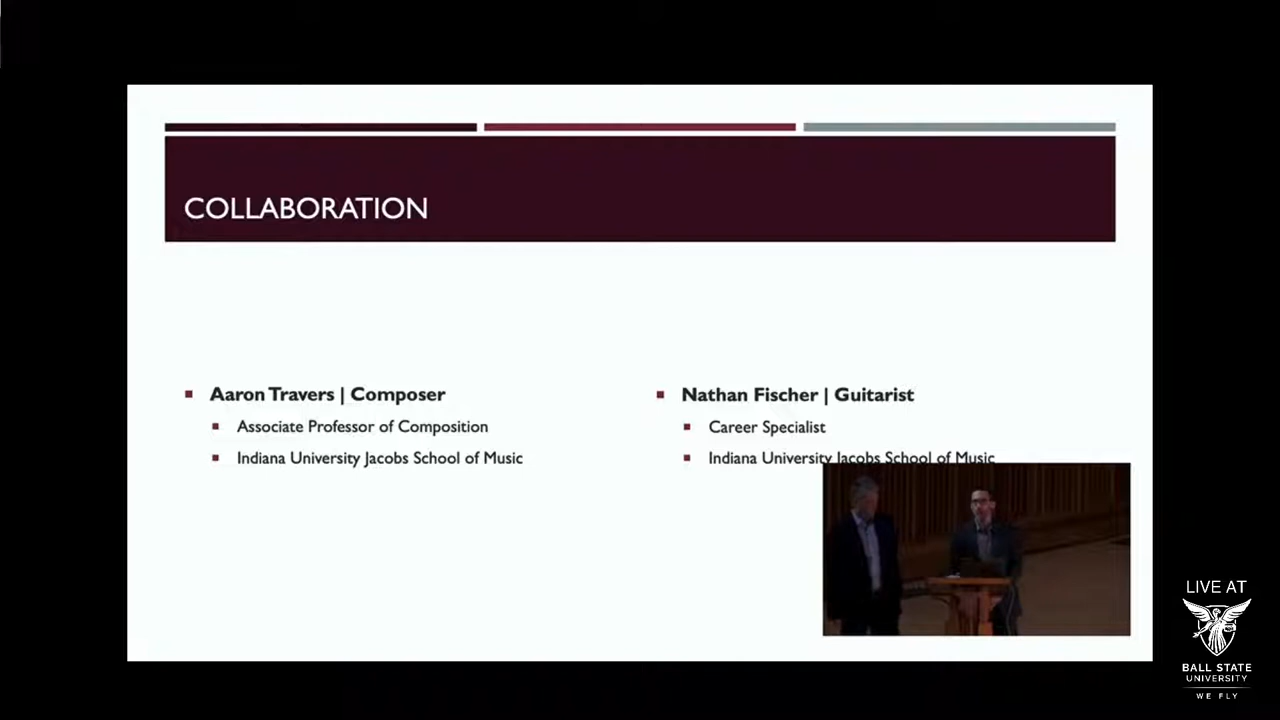 COLLABORATION
Aaron Travers | Composer
Associate Professor of Composition
Indiana University Jacobs School of Music
Nathan Fischer | Guitarist
Career Specialist
Indiana University Jacobs School of Music
LIVE AT
BALL STATE
UNIVERSITY
WE FLY